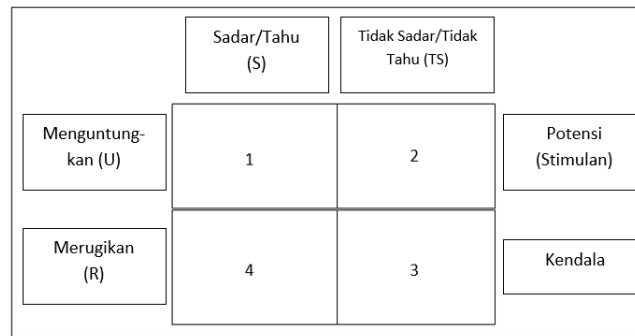 Sadar/Tahu
(S)
Tidak Sadar/Tidak
Tahu (TS)
Menguntung-
kan (U)
1
2
Potensi
(Stimulan)
Merugikan
(R)
4
3
Kendala